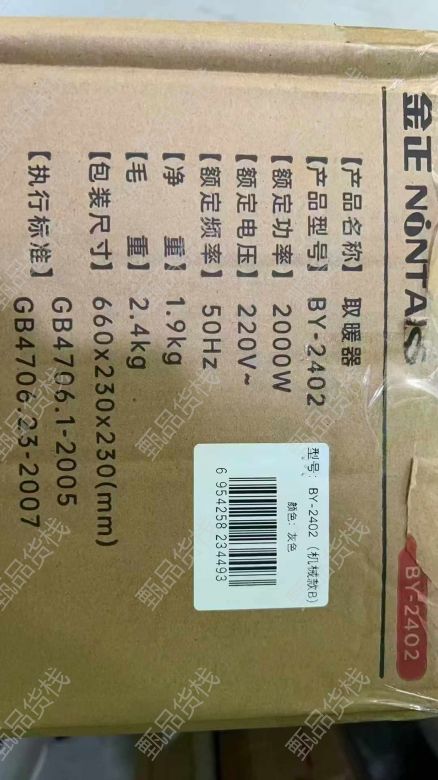 金正 NiNTAUS
BY-2402
【产品名称】 取暖器
【产品型号】 BY-2402
【额定功率】 2000W
【额定电压】 220V~
【额定频率】 50Hz
【净 重】 1.9kg
【毛 重】 2.4kg
【包装尺寸】 660x230x230(mm)
【执行标准】 GB4706.1-2005
GB4706.23-2007
型号: BY-2402 (机械款B)
颜色: 灰色
6 954258 234493
甄品货栈